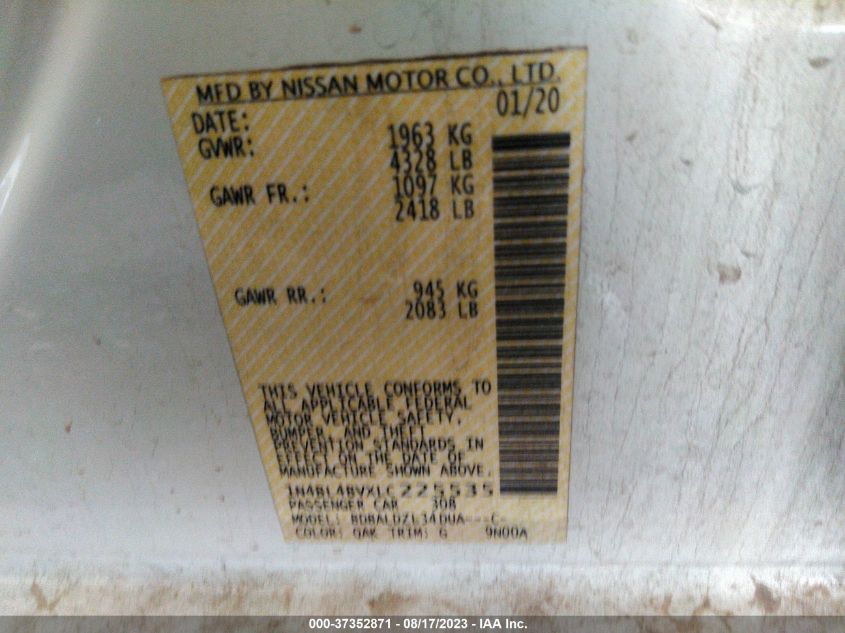 MFD BY NISSAN MOTOR CO., LTD.
DATE: 01/20
GVWR: 1963 KG
4328 LB
GAWR FR.: 1097 KG
2418 LB
GAWR RR.: 945 KG
2083 LB
THIS VEHICLE CONFORMS TO
ALL APPLICABLE FEDERAL
MOTOR VEHICLE SAFETY,
BUMPER, AND THEFT
PREVENTION STANDARDS IN
EFFECT ON THE DATE OF
MANUFACTURE SHOWN ABOVE.
1N4BL4BVXLC225535
PASSENGER CAR 308
MODEL: BDBALDZL34DUA---C-
COLOR: QAK TRIM: G 9N00A
000-37352871 - 08/17/2023 - IAA Inc.